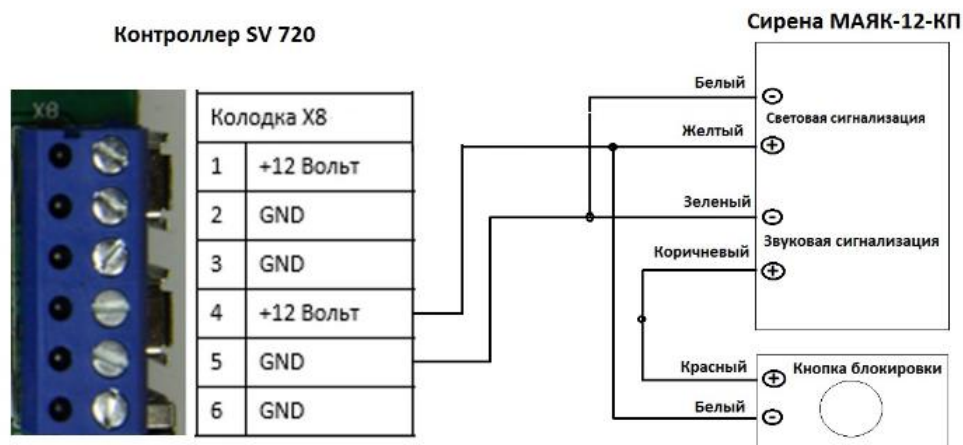 Контроллер SV 720
Сирена МАЯК-12-КП
X8
Колодка X8
1 +12 Вольт
2 GND
3 GND
4 +12 Вольт
5 GND
6 GND
Белый
Световая сигнализация
Желтый
Зеленый
Звуковая сигнализация
Коричневый
Красный
Кнопка блокировки
Белый